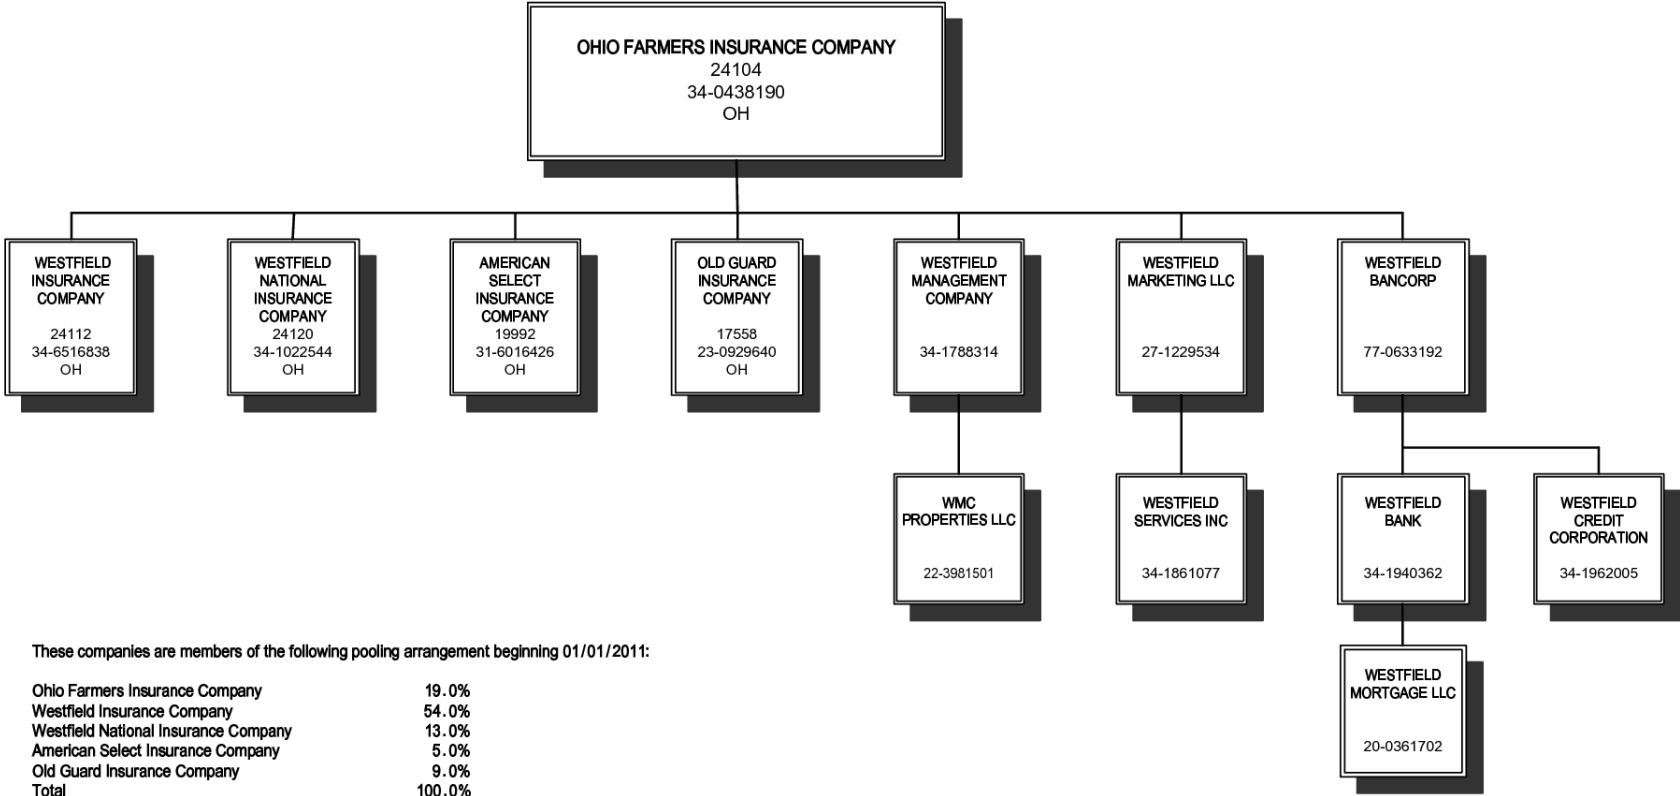 OHIO FARMERS INSURANCE COMPANY
24104
34-0438190
OH
WESTFIELD
INSURANCE
COMPANY
24112
34-6516838
OH
WESTFIELD
NATIONAL
INSURANCE
COMPANY
24120
34-1022544
OH
AMERICAN
SELECT
INSURANCE
COMPANY
19992
31-6016426
OH
OLD GUARD
INSURANCE
COMPANY
17558
23-0929640
OH
WESTFIELD
MANAGEMENT
COMPANY
34-1788314
WESTFIELD
MARKETING LLC
27-1229534
WESTFIELD
BANCORP
77-0633192
WMC
PROPERTIES LLC
22-3981501
WESTFIELD
SERVICES INC
34-1861077
WESTFIELD
BANK
34-1940362
WESTFIELD
CREDIT
CORPORATION
34-1962005
WESTFIELD
MORTGAGE LLC
20-0361702
These companies are members of the following pooling arrangement beginning 01/01/2011:
Ohio Farmers Insurance Company 19.0%
Westfield Insurance Company 54.0%
Westfield National Insurance Company 13.0%
American Select Insurance Company 5.0%
Old Guard Insurance Company 9.0%
Total 100.0%